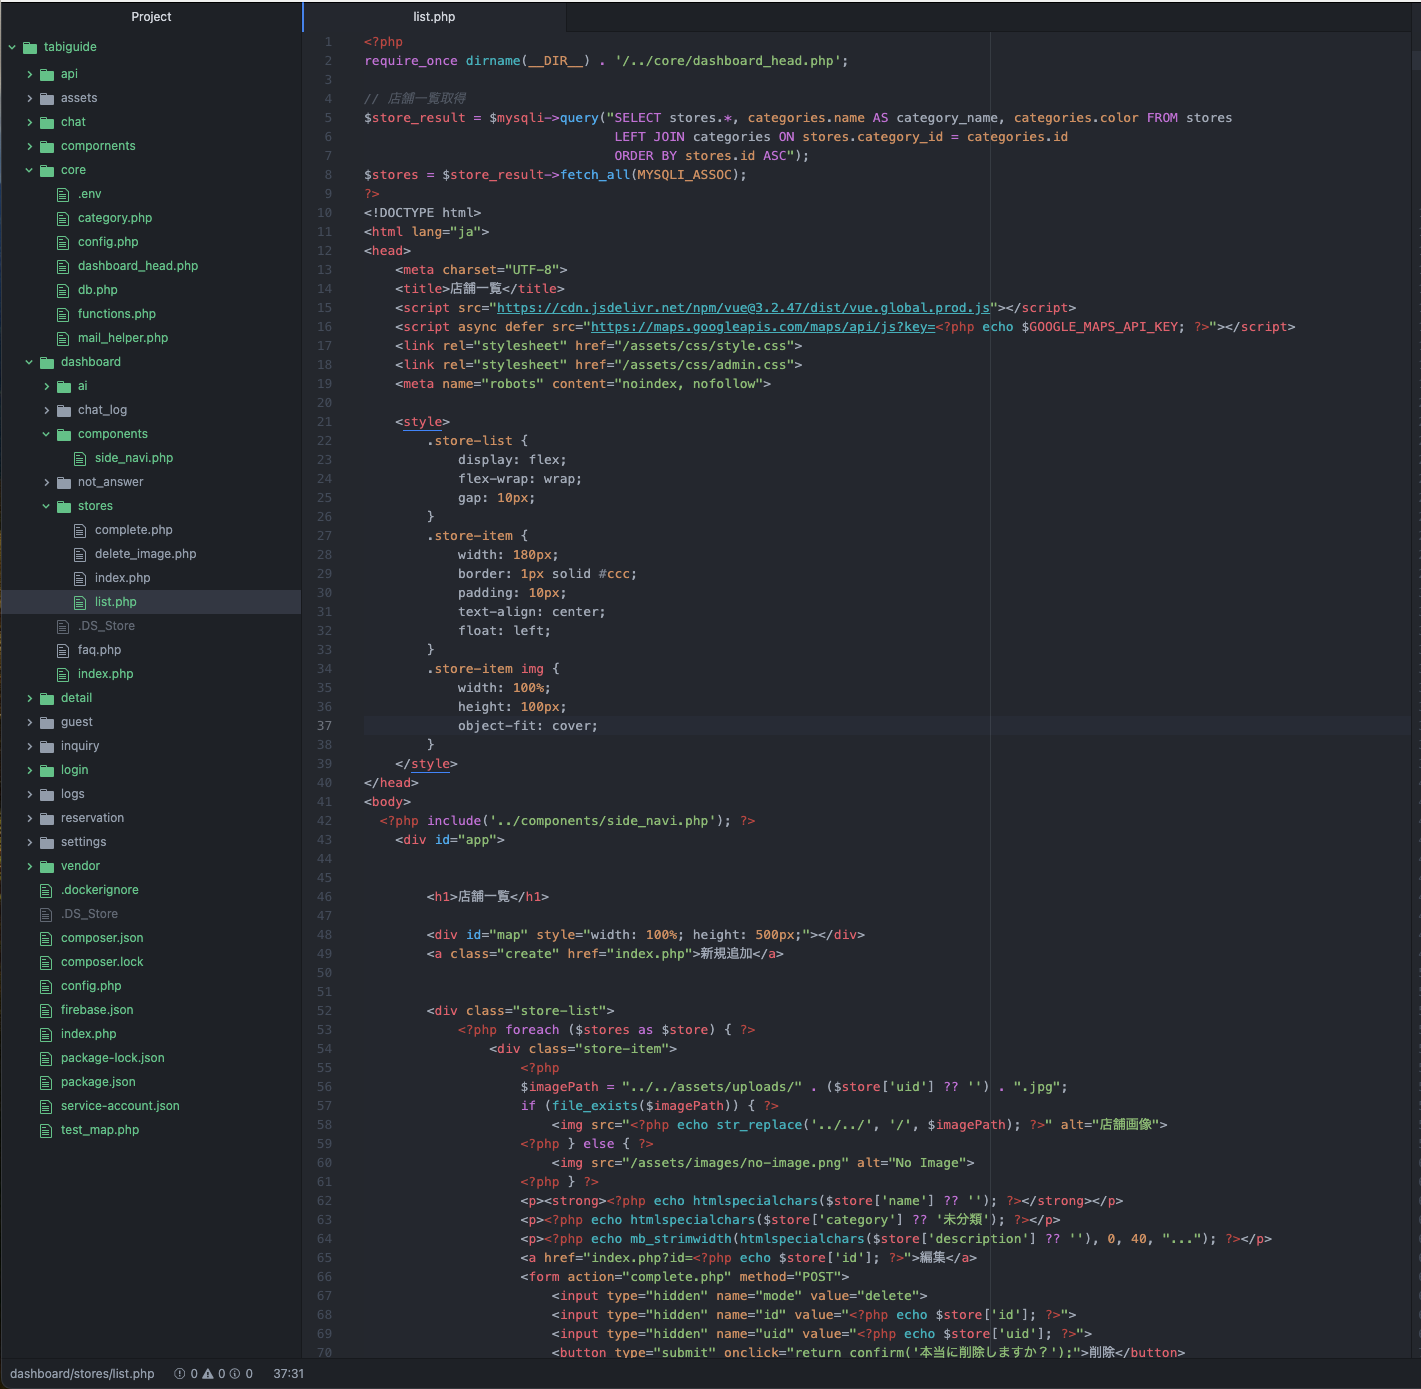 Project
tabiguide
api
assets
chat
compornents
core
.env
category.php
config.php
dashboard_head.php
db.php
functions.php
mail_helper.php
dashboard
ai
chat_log
components
side_navi.php
not_answer
stores
complete.php
delete_image.php
index.php
list.php
.DS_Store
faq.php
index.php
detail
guest
inquiry
login
logs
reservation
settings
vendor
.dockerignore
.DS_Store
composer.json
composer.lock
config.php
firebase.json
index.php
package-lock.json
package.json
service-account.json
test_map.php
list.php
1 <?php
2 require_once dirname(__DIR__) . '/../core/dashboard_head.php';
3
4 // 店舗一覧取得
5 $store_result = $mysqli->query("SELECT stores.*, categories.name AS category_name, categories.color FROM stores
6 LEFT JOIN categories ON stores.category_id = categories.id
7 ORDER BY stores.id ASC");
8 $stores = $store_result->fetch_all(MYSQLI_ASSOC);
9 ?>
10 <!DOCTYPE html>
11 <html lang="ja">
12 <head>
13 <meta charset="UTF-8">
14 <title>店舗一覧</title>
15 <script src="https://cdn.jsdelivr.net/npm/vue@3.2.47/dist/vue.global.prod.js"></script>
16 <script async defer src="https://maps.googleapis.com/maps/api/js?key=<?php echo $GOOGLE_MAPS_API_KEY; ?>"></script>
17 <link rel="stylesheet" href="/assets/css/style.css">
18 <link rel="stylesheet" href="/assets/css/admin.css">
19 <meta name="robots" content="noindex, nofollow">
20
21 <style>
22 .store-list {
23 display: flex;
24 flex-wrap: wrap;
25 gap: 10px;
26 }
27 .store-item {
28 width: 180px;
29 border: 1px solid #ccc;
30 padding: 10px;
31 text-align: center;
32 float: left;
33 }
34 .store-item img {
35 width: 100%;
36 height: 100px;
37 object-fit: cover;
38 }
39 </style>
40 </head>
41 <body>
42 <?php include('../components/side_navi.php'); ?>
43 <div id="app">
44
45
46 <h1>店舗一覧</h1>
47
48 <div id="map" style="width: 100%; height: 500px;"></div>
49 <a class="create" href="index.php">新規追加</a>
50
51
52 <div class="store-list">
53 <?php foreach ($stores as $store) { ?>
54 <div class="store-item">
55 <?php
56 $imagePath = "../../assets/uploads/" . ($store['uid'] ?? '') . ".jpg";
57 if (file_exists($imagePath)) { ?>
58 <img src="<?php echo str_replace('../../', '/', $imagePath); ?>" alt="店舗画像">
59 <?php } else { ?>
60 <img src="/assets/images/no-image.png" alt="No Image">
61 <?php } ?>
62 <p><strong><?php echo htmlspecialchars($store['name'] ?? ''); ?></strong></p>
63 <p><?php echo htmlspecialchars($store['category'] ?? '未分類'); ?></p>
64 <p><?php echo mb_strimwidth(htmlspecialchars($store['description'] ?? ''), 0, 40, "..."); ?></p>
65 <a href="index.php?id=<?php echo $store['id']; ?>">編集</a>
66 <form action="complete.php" method="POST">
67 <input type="hidden" name="mode" value="delete">
68 <input type="hidden" name="id" value="<?php echo $store['id']; ?>">
69 <input type="hidden" name="uid" value="<?php echo $store['uid']; ?>">
70 <button type="submit" onclick="return confirm('本当に削除しますか？');">削除</button>
dashboard/stores/list.php 0 0 0 37:31